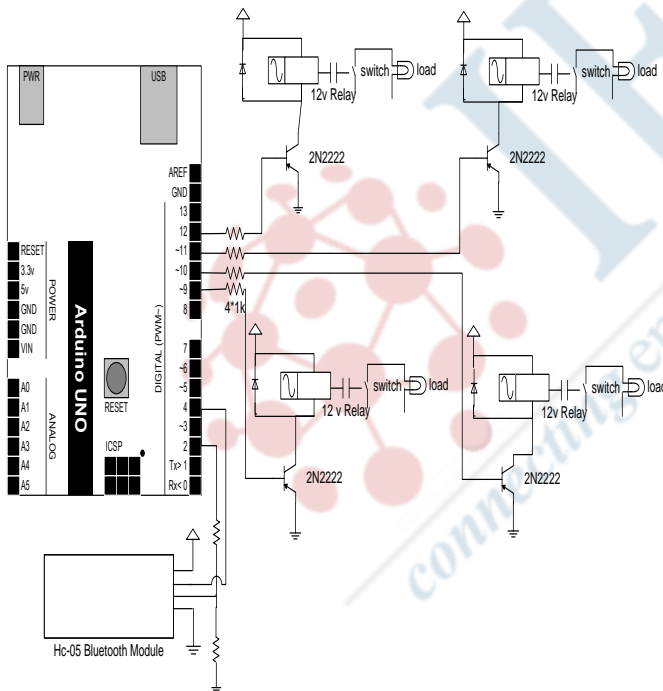 load
switch
12v Relay
2N2222
load
switch
12v Relay
2N2222
PWR
USB
AREF
GND
13
12
~11
~10
~9
8
7
~6
~5
4
~3
2
Tx> 1
Rx< 0
DIGITAL (PWM~)
RESET
3.3v
5v
GND
GND
VIN
POWER
A0
A1
A2
A3
A4
A5
ANALOG
Arduino UNO
RESET
ICSP
4*1k
load
switch
12v Relay
2N2222
load
switch
12v Relay
2N2222
Hc-05 Bluetooth Module
connecting